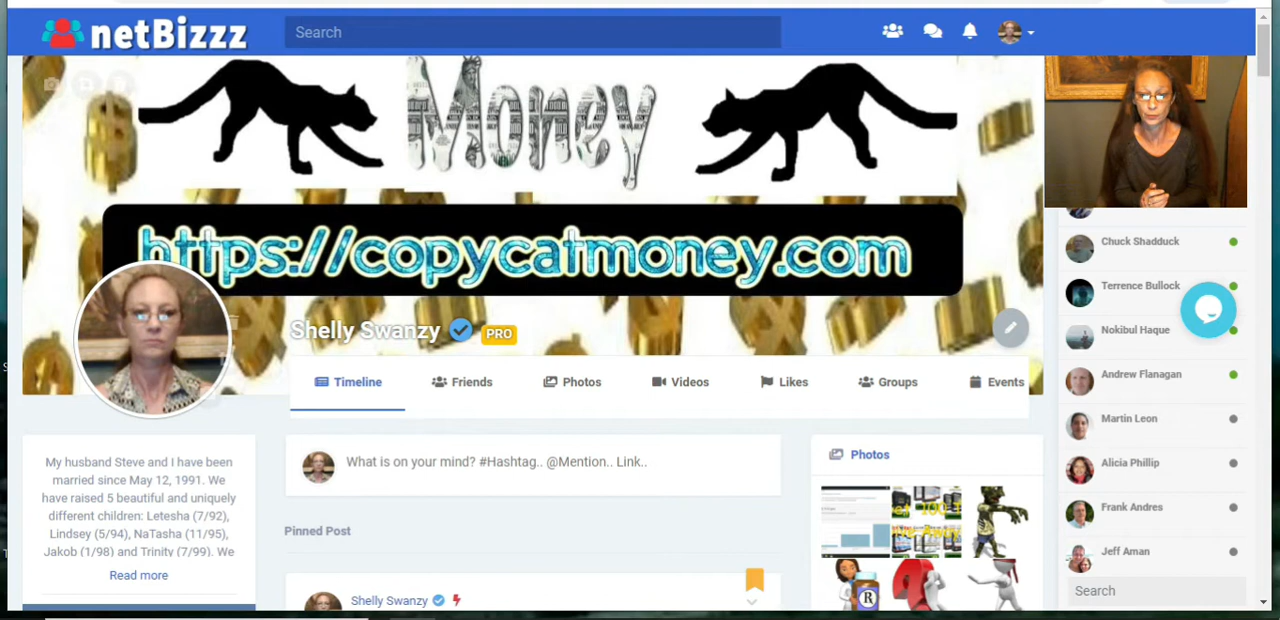 netBizzz
Search
Money
https://copycatmoney.com
Shelly Swanzy
PRO
Timeline
Friends
Photos
Videos
Likes
Groups
Events
My husband Steve and I have been
married since May 12, 1991. We
have raised 5 beautiful and uniquely
different children: Letesha (7/92),
Lindsey (5/94), NaTasha (11/95),
Jakob (1/98) and Trinity (7/99). We
Read more
What is on your mind? #Hashtag.. @Mention.. Link..
Pinned Post
Shelly Swanzy
Photos
R
Chuck Shadduck
Terrence Bullock
Nokibul Haque
Andrew Flanagan
Martin Leon
Alicia Phillip
Frank Andres
Jeff Aman
Search